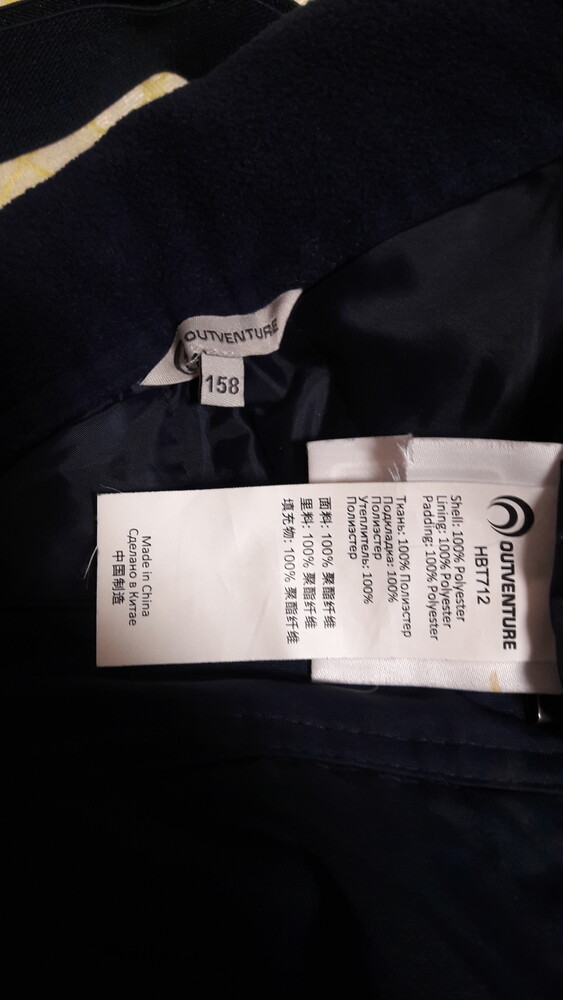 OUTVENTURE
158
OUTVENTURE
HBT712
Shell: 100% Polyester
Lining: 100% Polyester
Padding: 100% Polyester
Ткань: 100% Полиэстер
Подкладка: 100%
Полиэстер
Утеплитель: 100%
Полиэстер
面料: 100% 聚酯纤维
里料: 100% 聚酯纤维
填充物: 100% 聚酯纤维
Made in China
Сделано в Китае
中国制造